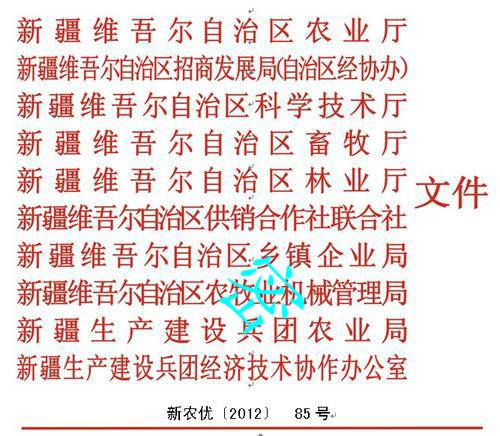 新疆维吾尔自治区农业厅
新疆维吾尔自治区招商发展局(自治区经协办)
新疆维吾尔自治区科学技术厅
新疆维吾尔自治区畜牧厅
新疆维吾尔自治区林业厅
文件
新疆维吾尔自治区供销合作社联合社
新疆维吾尔自治区乡镇企业局
新疆维吾尔自治区农牧业机械管理局
新疆生产建设兵团农业局
新疆生产建设兵团经济技术协作办公室
新农优〔2012〕 85号